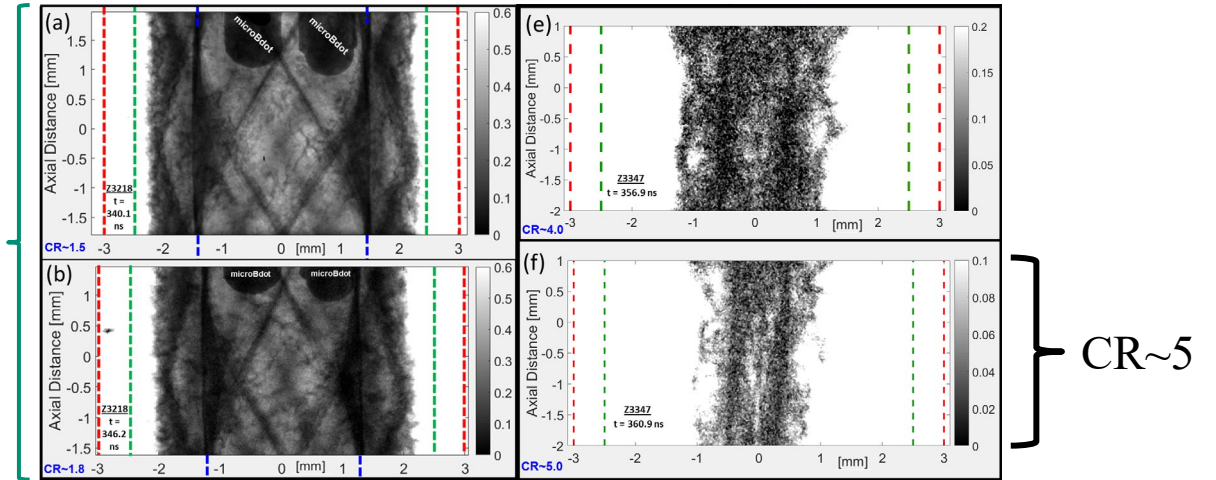 (a)
microBdot microBdot
Axial Distance [mm]
1.5
1
0.5
0
-0.5
-1
-1.5
Z3218
t =
340.1
ns
CR~1.5
-3 -2 -1 0 [mm] 1 2 3
0.6
0.5
0.4
0.3
0.2
0.1
0
(b)
microBdot microBdot
Axial Distance [mm]
1
0.5
0
-0.5
-1
-1.5
Z3218
t =
346.2
ns
CR~1.8
-3 -2 -1 0 [mm] 1 2 3
0.6
0.5
0.4
0.3
0.2
0.1
0
(e)
Axial Distance [mm]
1
0.5
0
-0.5
-1
-1.5
-2
Z3347
t = 356.9 ns
CR~4.0
-3 -2 -1 0 [mm] 2 3
0.2
0.15
0.1
0.05
0
(f)
Axial Distance [mm]
1
0.5
0
-0.5
-1
-1.5
-2
Z3347
t = 360.9 ns
CR~5.0
-3 -2 -1 0 1 [mm] 2 3
0.1
0.08
0.06
0.04
0.02
0
CR~5